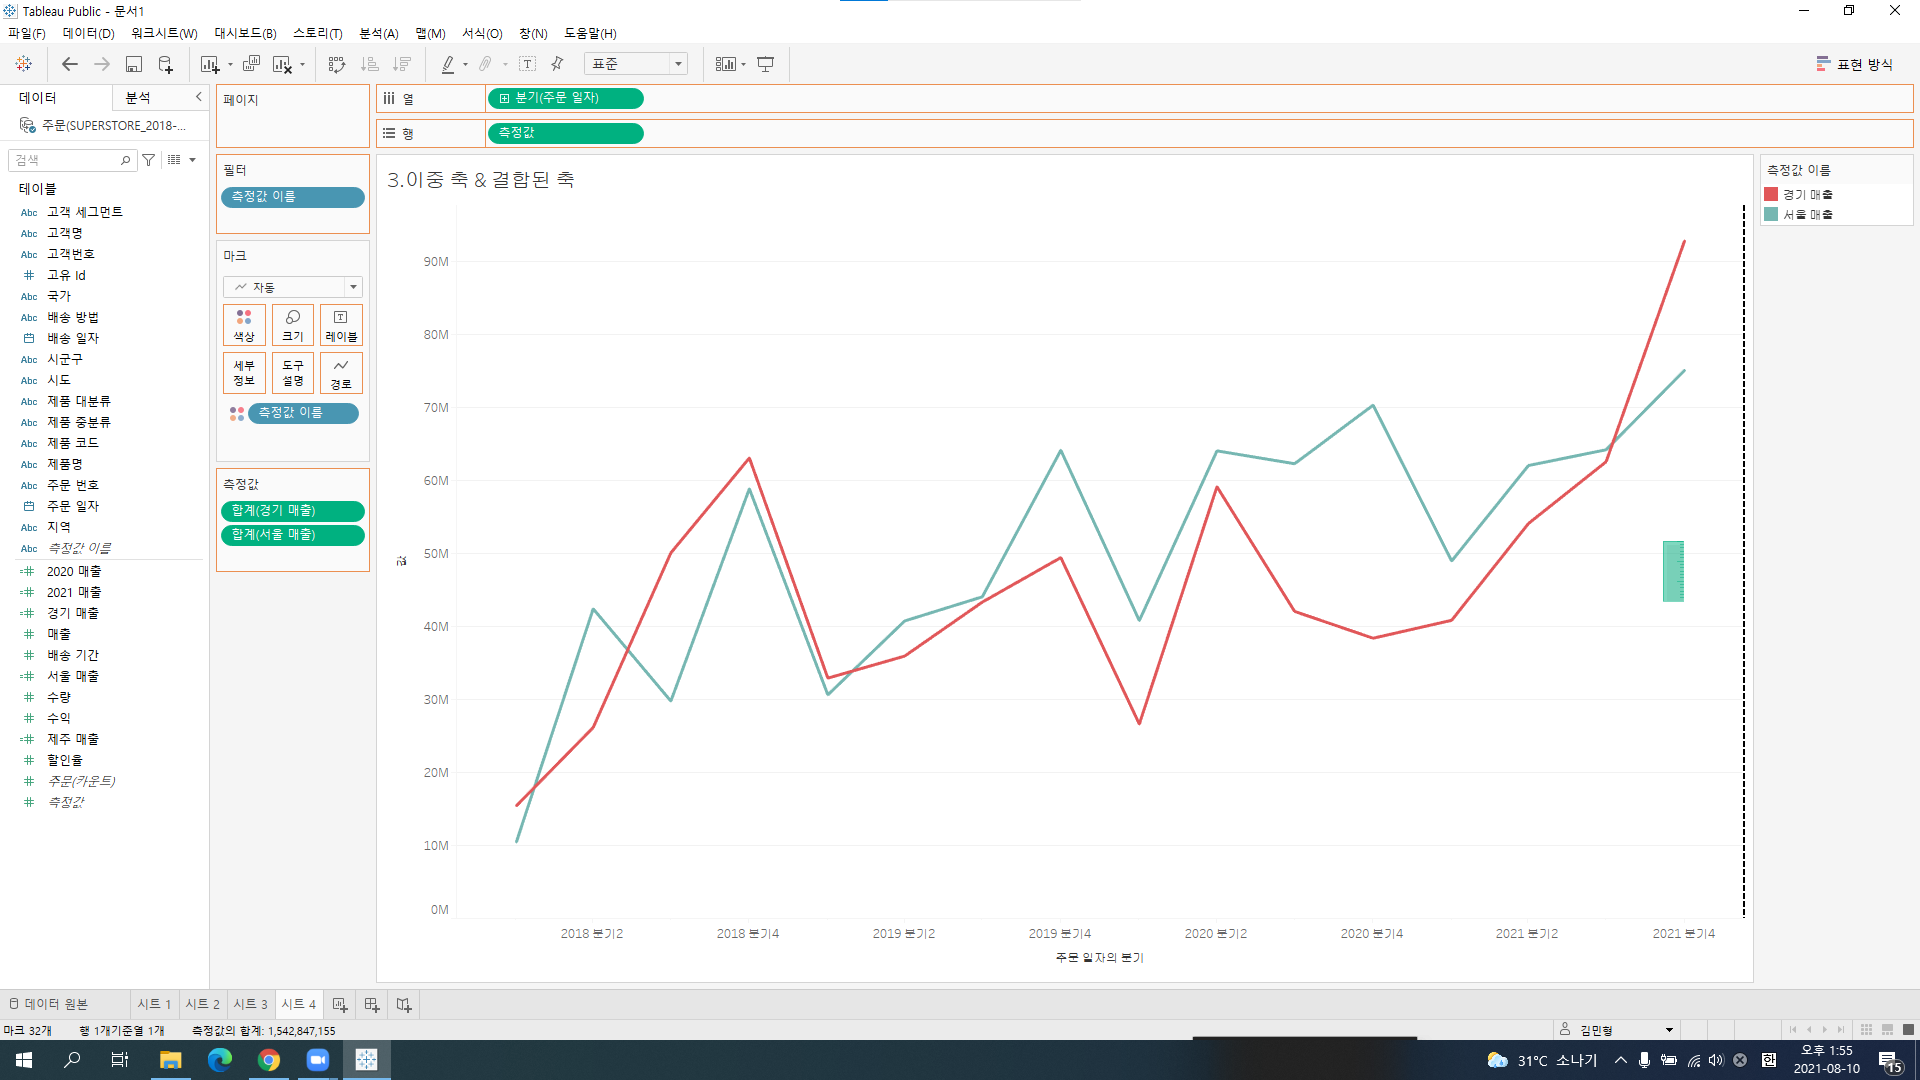 Tableau Public - 문서1
파일(F) 데이터(D) 워크시트(W) 대시보드(B) 스토리(T) 분석(A) 맵(M) 서식(O) 창(N) 도움말(H)
표준
표현 방식
데이터 분석
주문(SUPERSTORE_2018-...
검색
테이블
Abc 고객 세그먼트
Abc 고객명
Abc 고객번호
# 고유 Id
Abc 국가
Abc 배송 방법
배송 일자
Abc 시군구
Abc 시도
Abc 제품 대분류
Abc 제품 중분류
Abc 제품 코드
Abc 제품명
Abc 주문 번호
주문 일자
Abc 지역
Abc 측정값 이름
=# 2020 매출
=# 2021 매출
=# 경기 매출
# 매출
# 배송 기간
=# 서울 매출
# 수량
# 수익
=# 제주 매출
# 할인율
# 주문(카운트)
# 측정값
페이지
필터
측정값 이름
마크
자동
색상 크기 레이블
세부 정보 도구 설명 경로
측정값 이름
측정값
합계(경기 매출)
합계(서울 매출)
열 분기(주문 일자)
행 측정값
3.이중 축 & 결합된 축
90M
80M
70M
60M
50M
40M
30M
20M
10M
0M
값
2018 분기2 2018 분기4 2019 분기2 2019 분기4 2020 분기2 2020 분기4 2021 분기2 2021 분기4
주문 일자의 분기
측정값 이름
경기 매출
서울 매출
데이터 원본 시트 1 시트 2 시트 3 시트 4
마크 32개 행 1개기준열 1개 측정값의 합계: 1,542,847,155
김민형
31°C 소나기
한
오후 1:55
2021-08-10
15